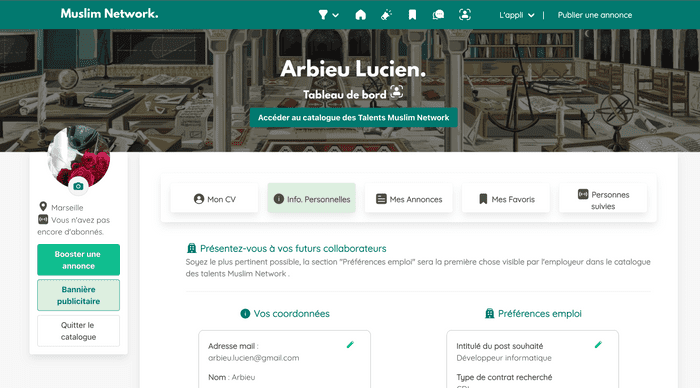 Muslim Network.
L'appli
Publier une annonce
Arbieu Lucien.
Tableau de bord
Accéder au catalogue des Talents Muslim Network
Marseille
Vous n'avez pas
encore d'abonnés.
Booster une
annonce
Bannière
publicitaire
Quitter le
catalogue
Mon CV
Info. Personnelles
Mes Annonces
Mes Favoris
Personnes
suivies
Présentez-vous à vos futurs collaborateurs
Soyez le plus pertinent possible, la section "Préférences emploi" sera la première chose visible par l'employeur dans le catalogue
des talents Muslim Network .
Vos coordonnées
Adresse mail :
arbieu.lucien@gmail.com
Nom : Arbieu
Préférences emploi
Intitulé du post souhaité
Développeur informatique
Type de contrat recherché